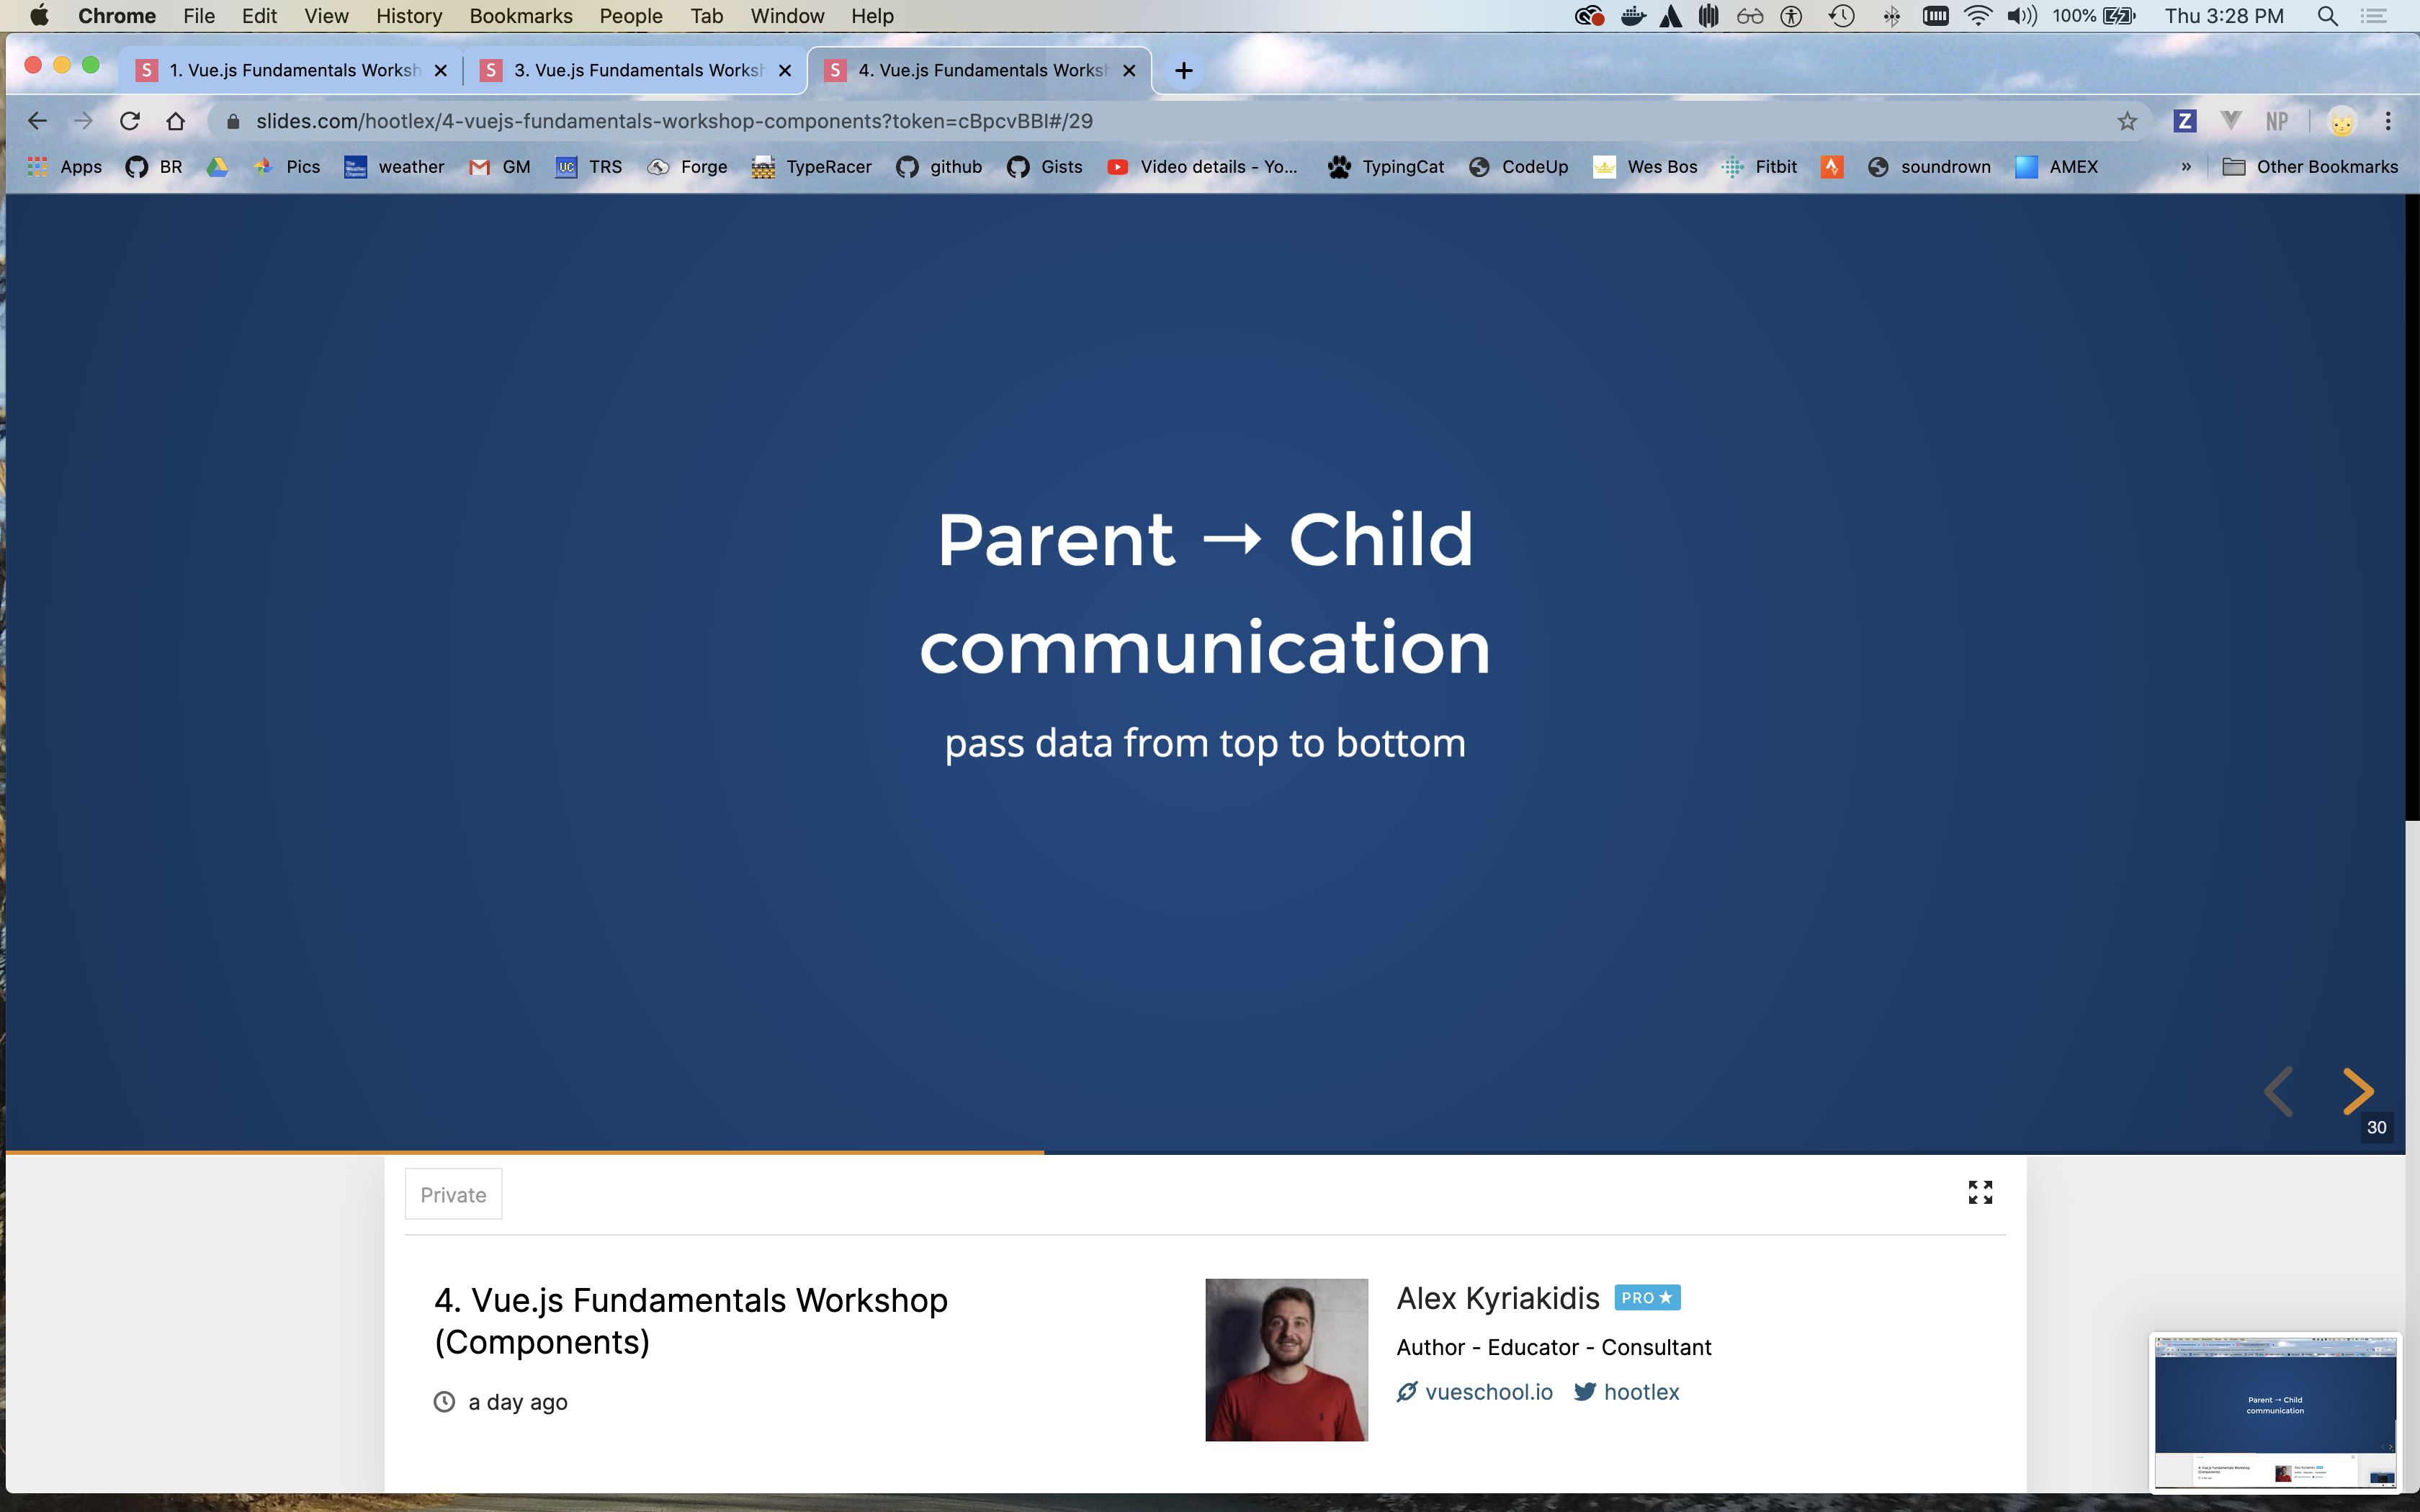 Chrome File Edit View History Bookmarks People Tab Window Help 100% Thu 3:28 PM
S 1. Vue.js Fundamentals Worksh S 3. Vue.js Fundamentals Worksh S 4. Vue.js Fundamentals Worksh
slides.com/hootlex/4-vuejs-fundamentals-workshop-components?token=cBpcvBBI#/29 Z NP
Apps BR Pics weather GM UC TRS Forge TypeRacer github Gists Video details - Yo... TypingCat CodeUp Wes Bos Fitbit soundrown AMEX » Other Bookmarks
Parent → Child
communication
pass data from top to bottom
30
Private
4. Vue.js Fundamentals Workshop
(Components)
a day ago
Alex Kyriakidis PRO
Author - Educator - Consultant
vueschool.io hootlex
Parent → Child
communication